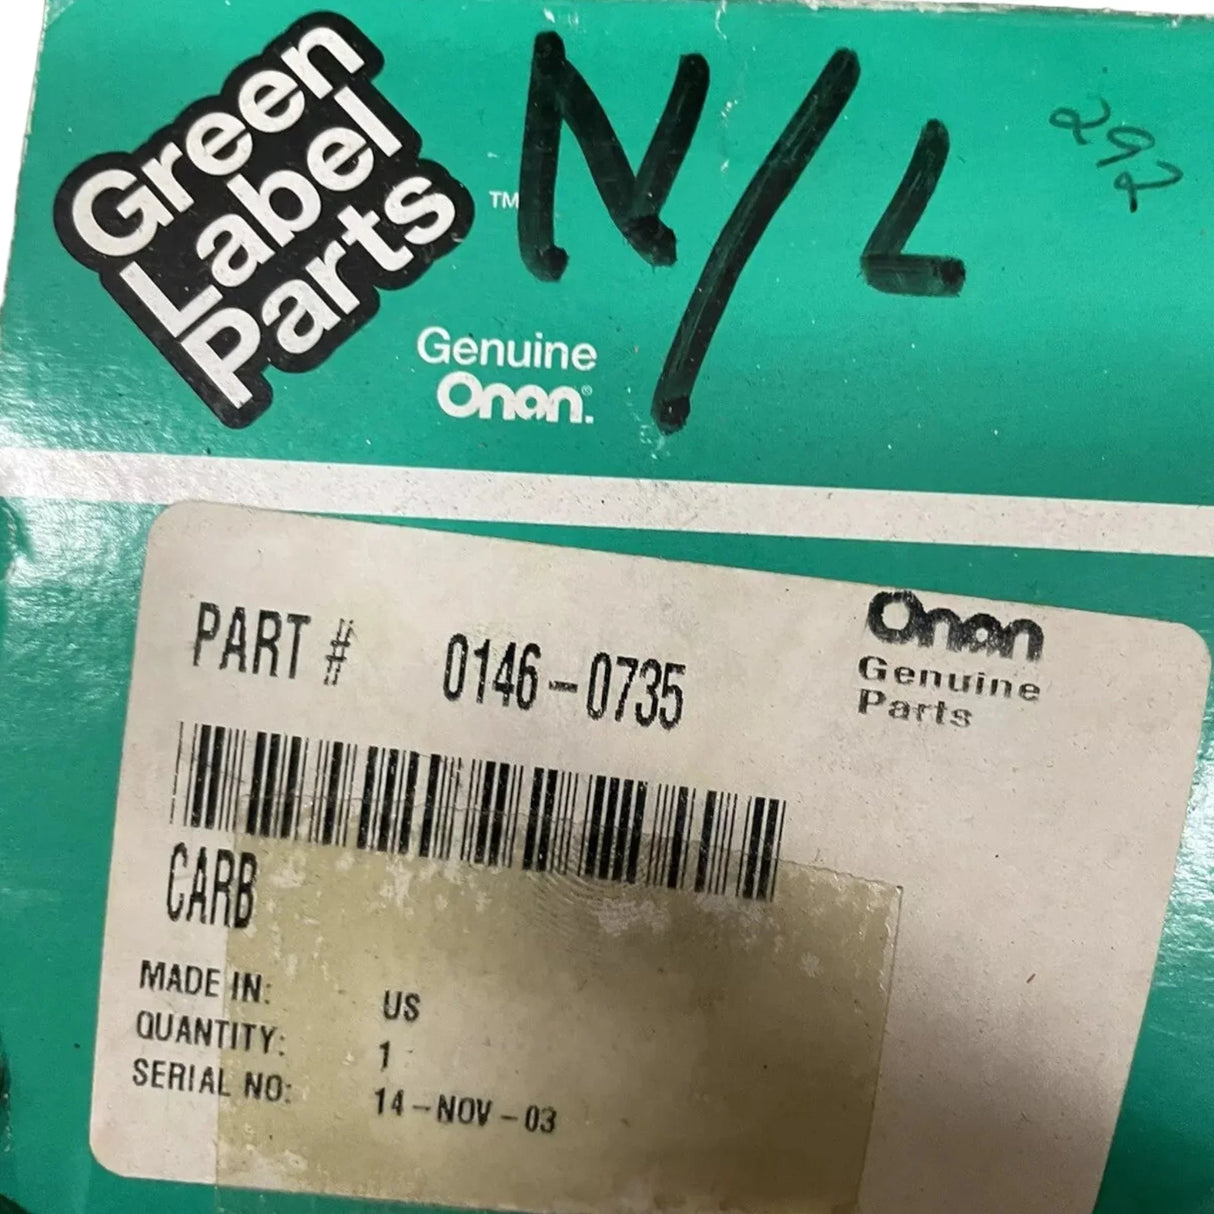 Green
Label
Parts
™
N/L
292
Genuine
Onan®.
PART # 0146-0735
Onan
Genuine
Parts
CARB
MADE IN: US
QUANTITY: 1
SERIAL NO: 14-NOV-03